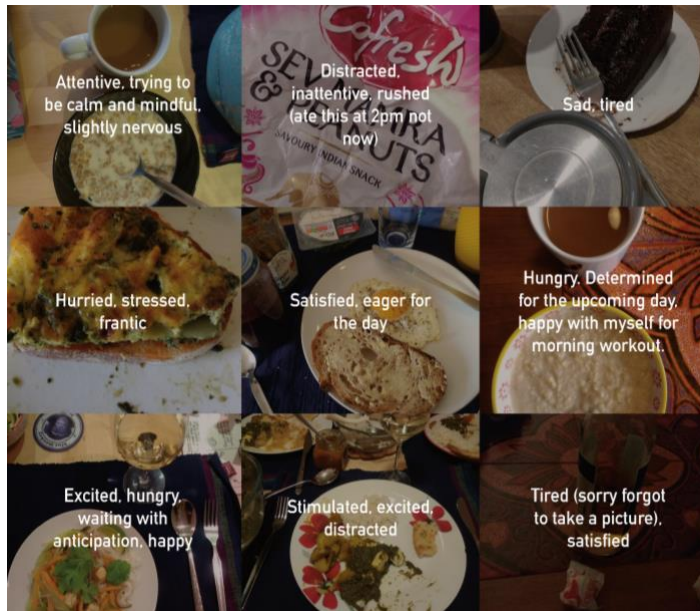 Attentive, trying to
be calm and mindful,
slightly nervous
Cofresh
Distracted,
inattentive, rushed
(ate this at 2pm not
now)
SEV
& PEANUTS
SAVOURY INDIAN SNACK
Sad, tired
Hurried, stressed,
frantic
Satisfied, eager for
the day
Hungry. Determined
for the upcoming day,
happy with myself for
morning workout.
Excited, hungry,
waiting with
anticipation, happy
Stimulated, excited,
distracted
Tired (sorry forgot
to take a picture),
satisfied